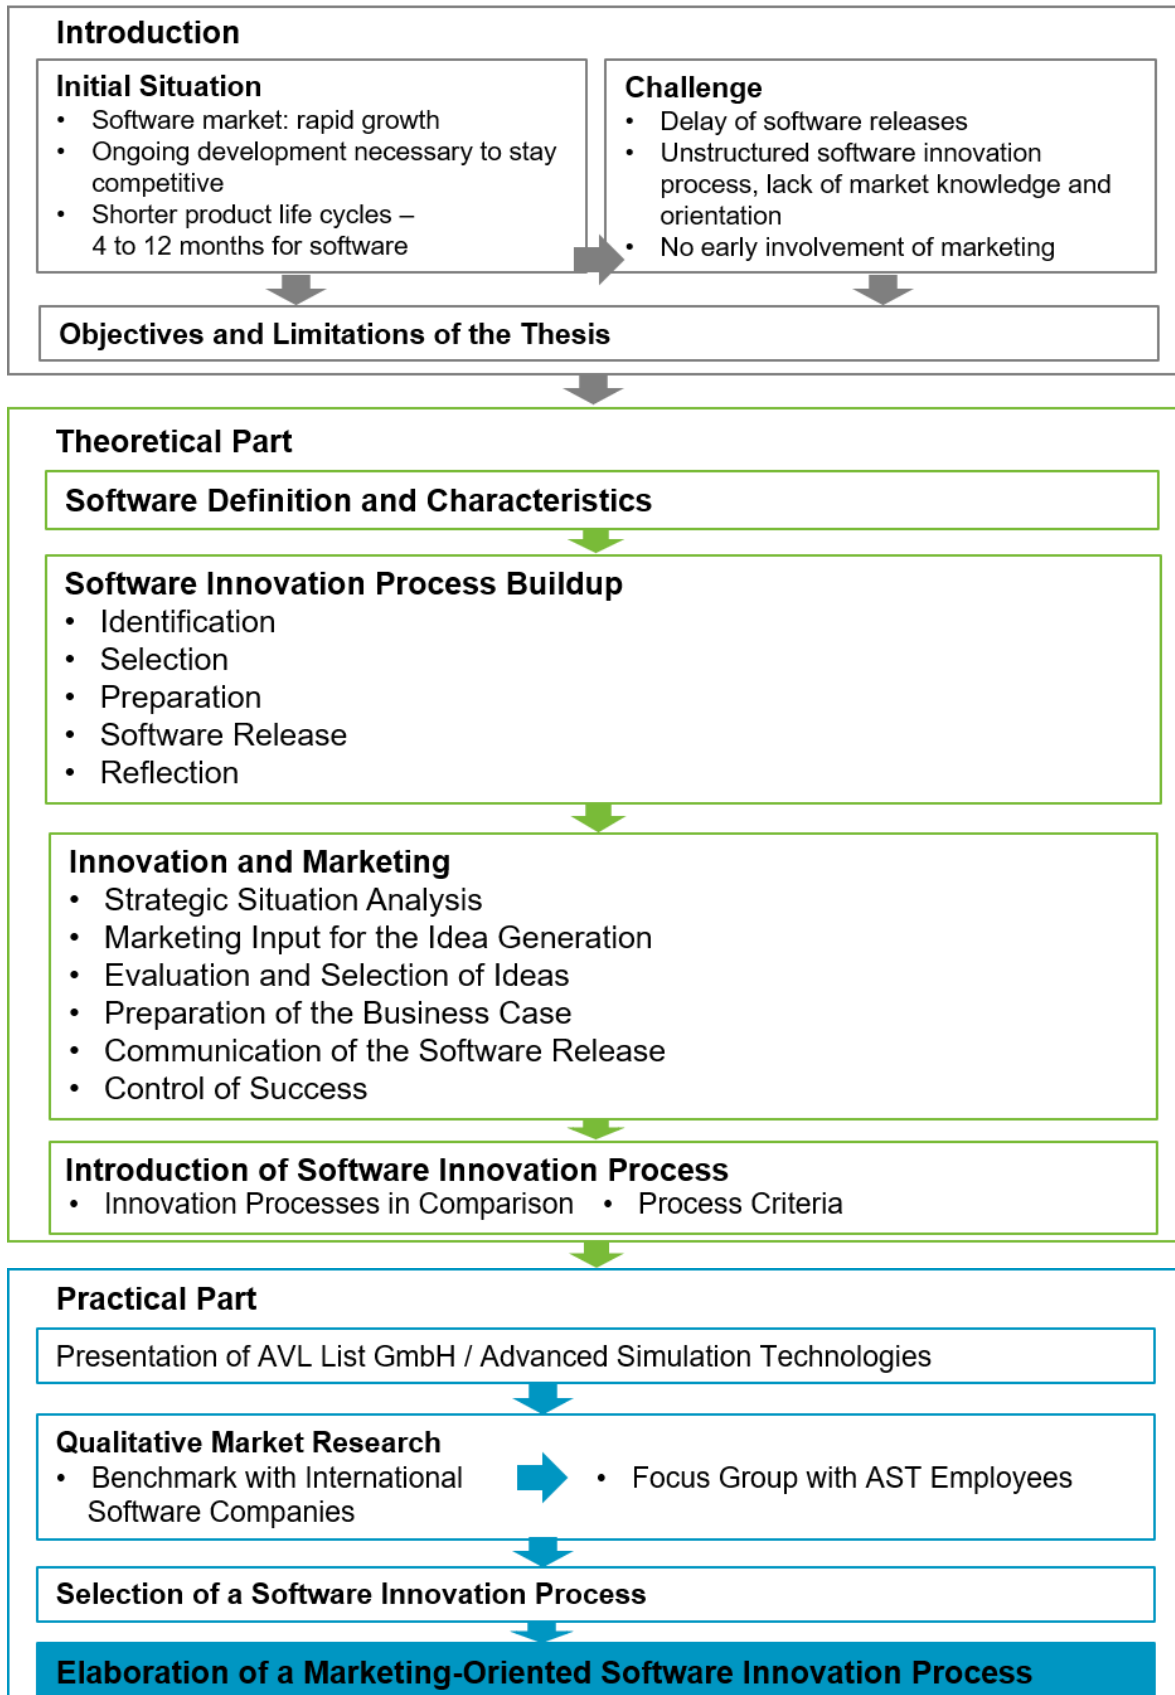 Introduction
Initial Situation
• Software market: rapid growth
• Ongoing development necessary to stay
competitive
• Shorter product life cycles –
4 to 12 months for software
Challenge
• Delay of software releases
• Unstructured software innovation
process, lack of market knowledge and
orientation
• No early involvement of marketing
Objectives and Limitations of the Thesis
Theoretical Part
Software Definition and Characteristics
Software Innovation Process Buildup
• Identification
• Selection
• Preparation
• Software Release
• Reflection
Innovation and Marketing
• Strategic Situation Analysis
• Marketing Input for the Idea Generation
• Evaluation and Selection of Ideas
• Preparation of the Business Case
• Communication of the Software Release
• Control of Success
Introduction of Software Innovation Process
• Innovation Processes in Comparison • Process Criteria
Practical Part
Presentation of AVL List GmbH / Advanced Simulation Technologies
Qualitative Market Research
• Benchmark with International
Software Companies
• Focus Group with AST Employees
Selection of a Software Innovation Process
Elaboration of a Marketing-Oriented Software Innovation Process